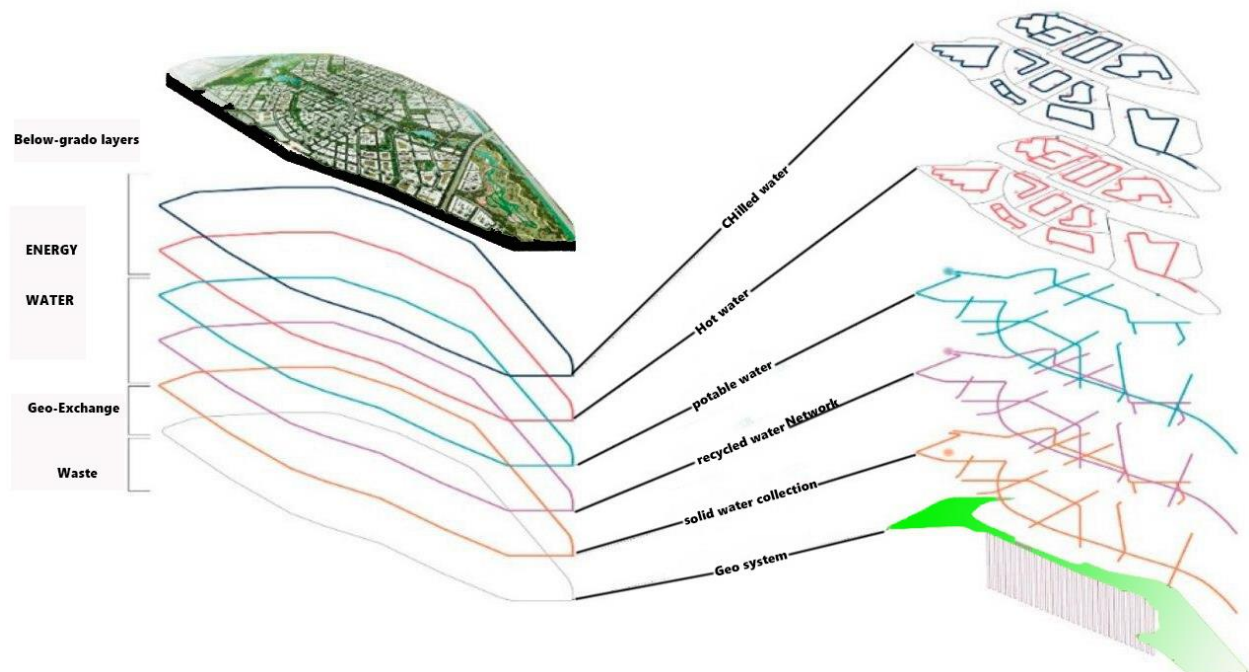 Below-grado layers
ENERGY
WATER
Geo-Exchange
Waste
CHilled water
Hot water
potable water
recycled water Network
solid water collection
Geo system